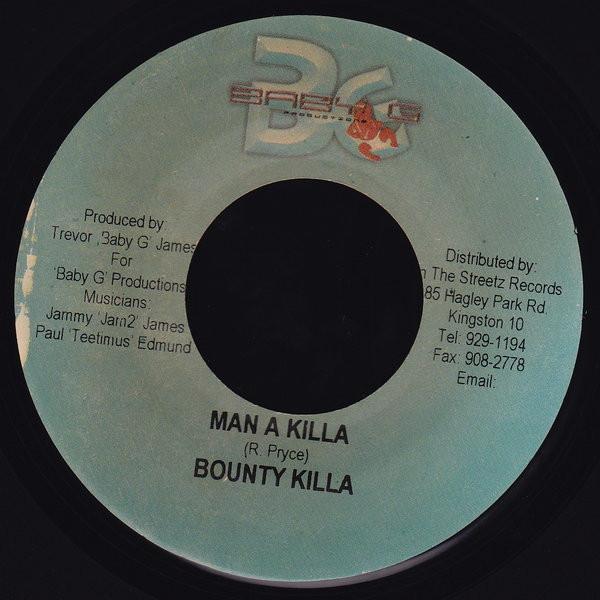 BG
BABY G
PRODUCTIONS
Produced by:
Trevor ,Baby G' James
For
'Baby G' Productions
Musicians:
Jammy 'Jam2' James
Paul 'Teetimus' Edmund
Distributed by:
n The Streetz Records
85 Hagley Park Rd.
Kingston 10
Tel: 929-1194
Fax: 908-2778
Email:
MAN A KILLA
(R. Pryce)
BOUNTY KILLA